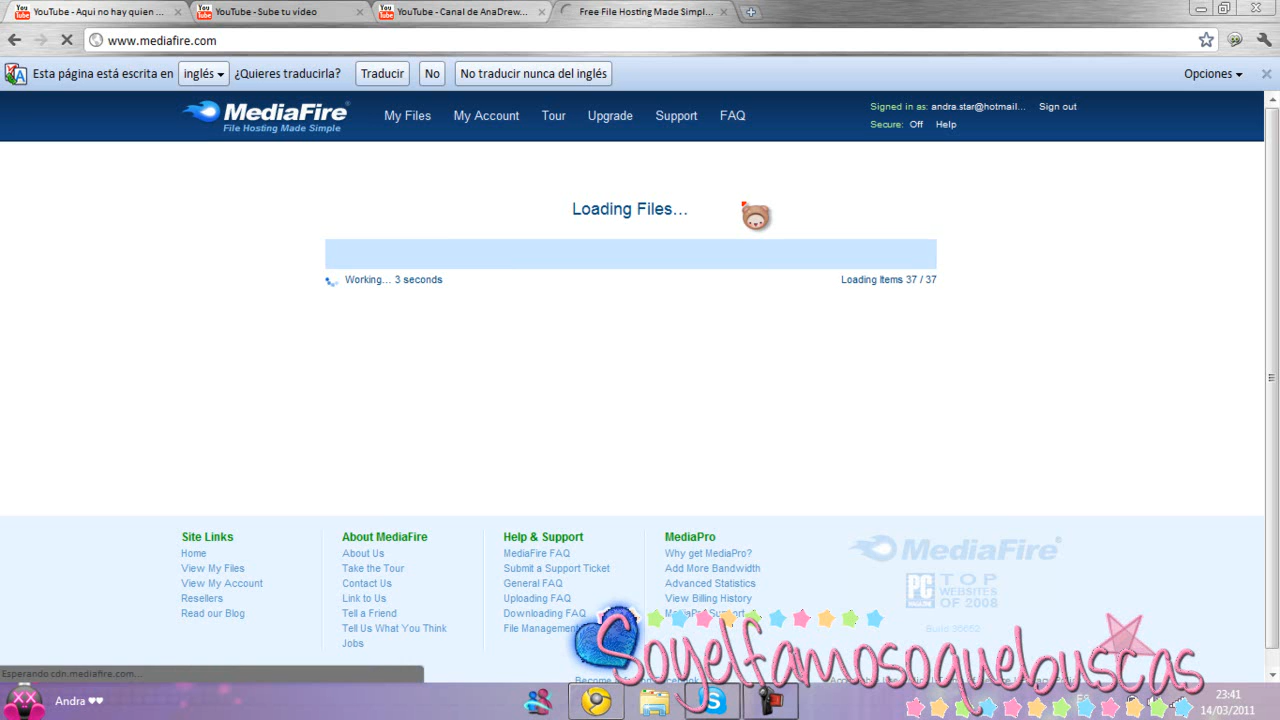 YouTube - Aqui no hay quien ...
YouTube - Sube tu video
YouTube - Canal de AnaDrew...
Free File Hosting Made Simpl...
www.mediafire.com
Esta página está escrita en inglés ¿Quieres traducirla? Traducir No No traducir nunca del inglés Opciones
MediaFire
File Hosting Made Simple
My Files My Account Tour Upgrade Support FAQ
Signed in as: andra.star@hotmail... Sign out
Secure: Off Help
Loading Files...
Working... 3 seconds
Loading Items 37 / 37
Site Links
Home
View My Files
View My Account
Resellers
Read our Blog
About MediaFire
About Us
Take the Tour
Contact Us
Link to Us
Tell a Friend
Tell Us What You Think
Jobs
Help & Support
MediaFire FAQ
Submit a Support Ticket
General FAQ
Uploading FAQ
Downloading FAQ
File Management
MediaPro
Why get MediaPro?
Add More Bandwidth
Advanced Statistics
View Billing History
MediaPro Support
MediaFire
PC TOP
WEBSITES
OF 2008
Build 90082
Soyelfamosoquebuscas
Esperando cdn.mediafire.com...
Andra ♥♥
ES
23:41
14/03/2011